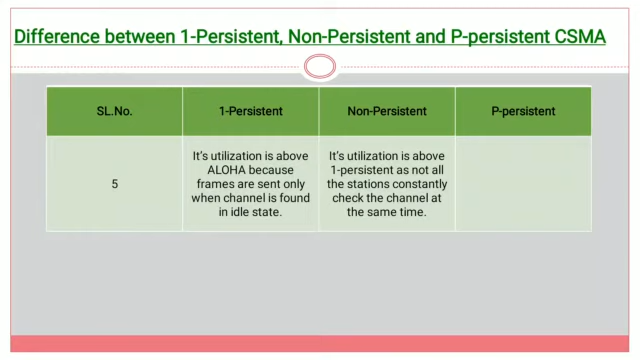 Difference between 1-Persistent, Non-Persistent and P-persistent CSMA
SL.No.
1-Persistent
Non-Persistent
P-persistent
5
It's utilization is above
ALOHA because
frames are sent only
when channel is found
in idle state.
It's utilization is above
1-persistent as not all
the stations constantly
check the channel at
the same time.